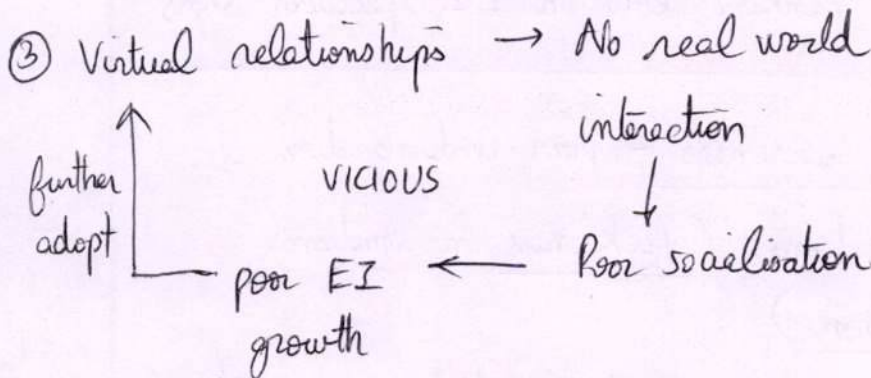 ③ Virtual relationships → No real world
interaction
↓
further
adopt
VICIOUS
poor EI
growth
← Poor socialisation